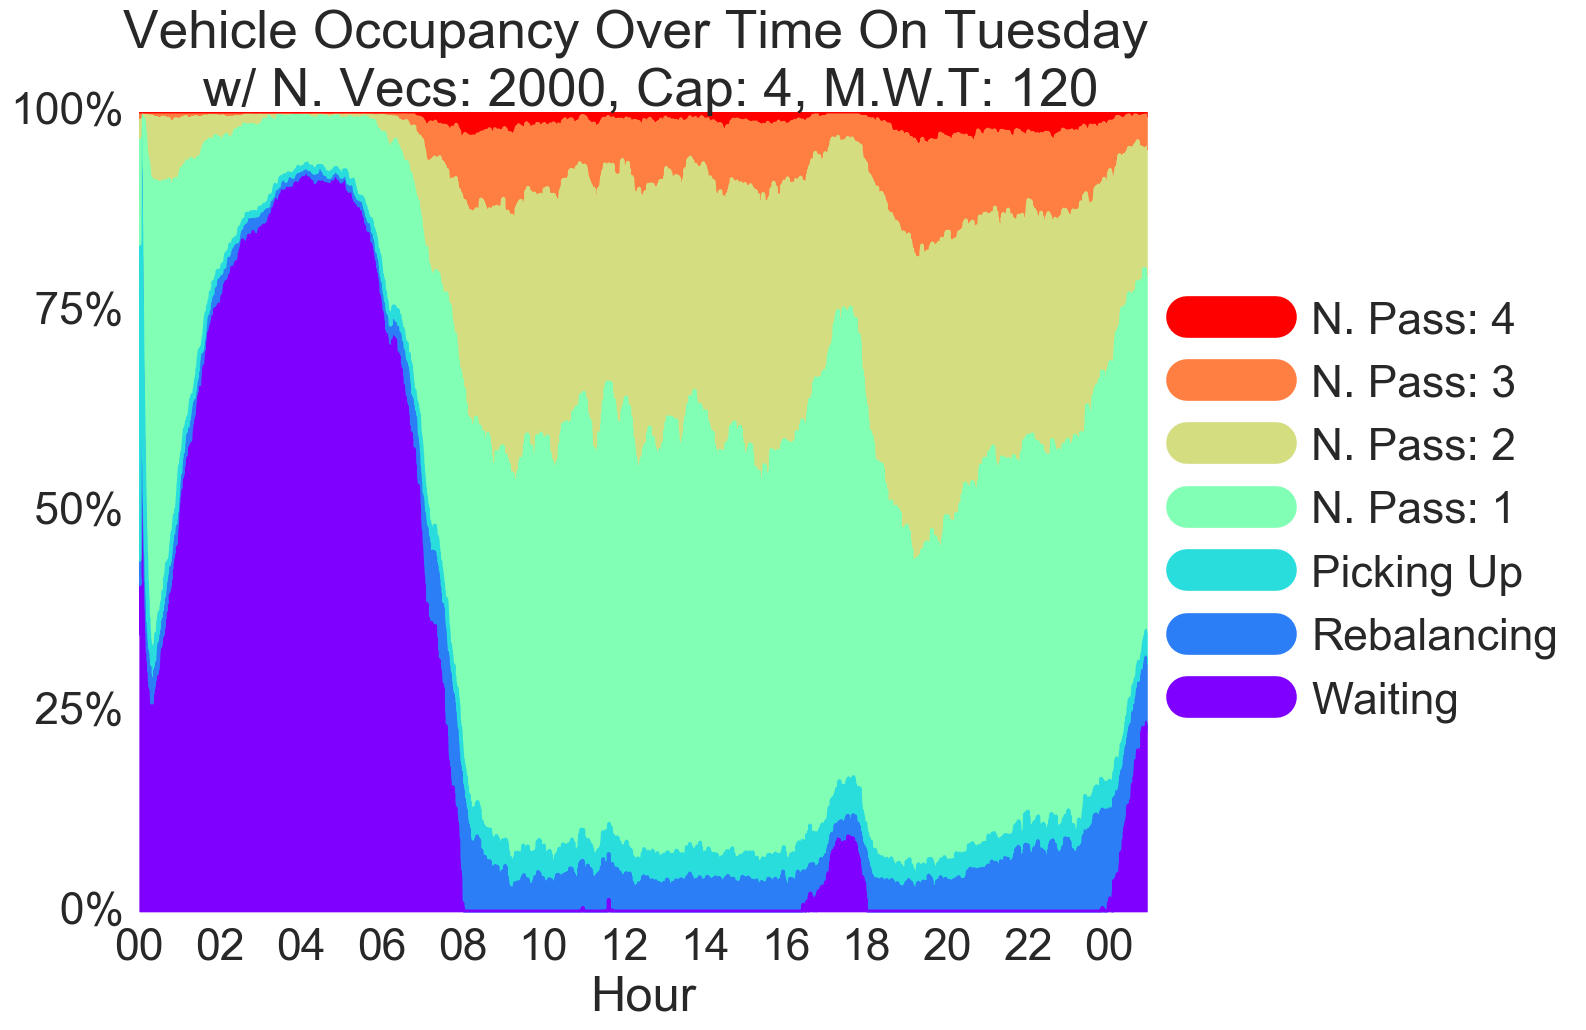 Vehicle Occupancy Over Time On Tuesday
w/ N. Vecs: 2000, Cap: 4, M.W.T: 120
100%
75%
50%
25%
0%
00 02 04 06 08 10 12 14 16 18 20 22 00
Hour
N. Pass: 4
N. Pass: 3
N. Pass: 2
N. Pass: 1
Picking Up
Rebalancing
Waiting